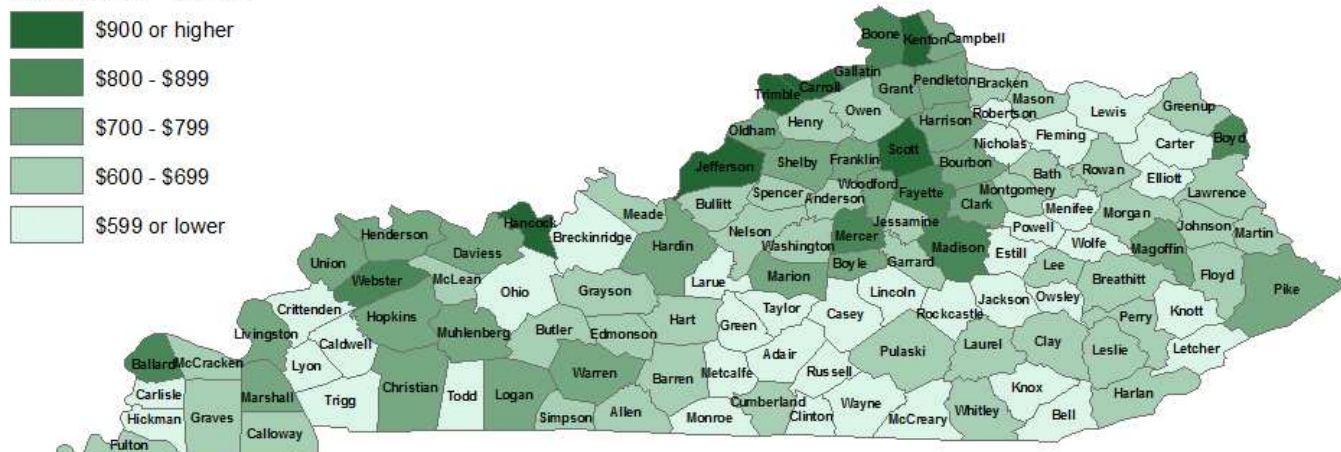 $900 or higher
$800 - $899
$700 - $799
$600 - $699
$599 or lower
Boone
Kenton
Campbell
Gallatin
Carroll
Trimble
Grant
Pendleton
Bracken
Mason
Robertson
Lewis
Greenup
Boyd
Carter
Oldham
Henry
Owen
Harrison
Nicholas
Fleming
Elliott
Jefferson
Shelby
Franklin
Scott
Bourbon
Bath
Rowan
Lawrence
Spencer
Anderson
Woodford
Fayette
Clark
Montgomery
Menifee
Morgan
Johnson
Martin
Hancock
Breckinridge
Meade
Bullitt
Nelson
Washington
Mercer
Jessamine
Madison
Powell
Wolfe
Magoffin
Floyd
Pike
Henderson
Daviess
Union
Webster
McLean
Ohio
Hardin
Larue
Marion
Boyle
Garrard
Estill
Lee
Breathitt
Knott
Crittenden
Hopkins
Muhlenberg
Grayson
Butler
Edmonson
Hart
Green
Taylor
Casey
Lincoln
Rockcastle
Jackson
Owsley
Perry
Letcher
Livingston
Caldwell
Lyon
Ballard
McCracken
Carlisle
Hickman
Graves
Marshall
Calloway
Fulton
Trigg
Christian
Todd
Logan
Warren
Simpson
Allen
Barren
Metcalfe
Adair
Russell
Pulaski
Laurel
Clay
Leslie
Harlan
Monroe
Cumberland
Clinton
Wayne
McCreary
Whitley
Knox
Bell